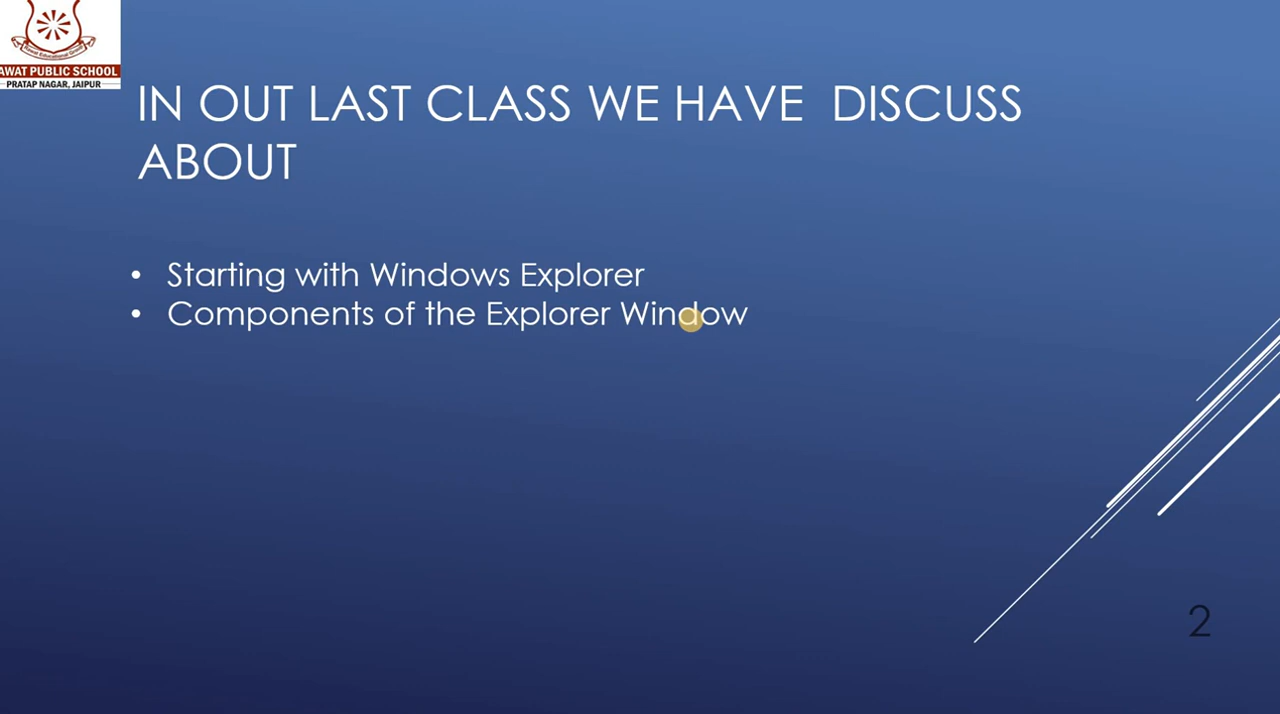 AWAT PUBLIC SCHOOL
PRATAP NAGAR, JAIPUR
IN OUT LAST CLASS WE HAVE  DISCUSS
ABOUT
• Starting with Windows Explorer
• Components of the Explorer Window
2